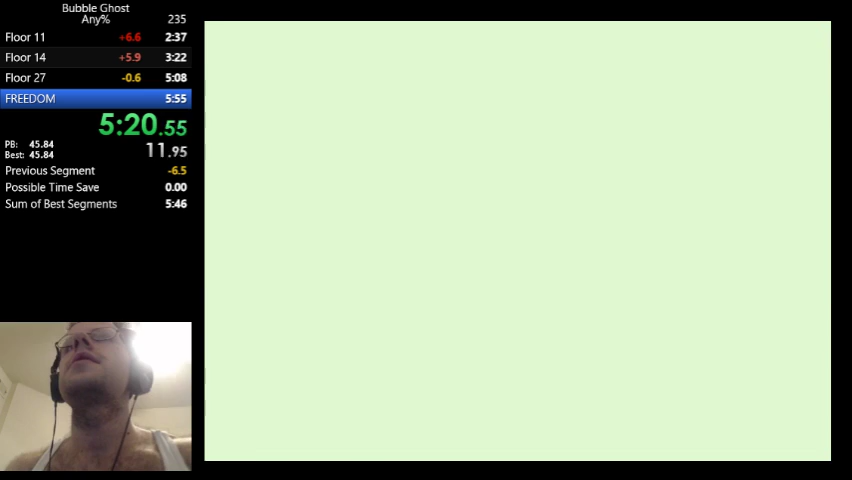 Bubble Ghost
Any% 235
Floor 11 +6.6 2:37
Floor 14 +5.9 3:22
Floor 27 -0.6 5:08
FREEDOM 5:55
5:20.55
PB: 45.84
Best: 45.84 11.95
Previous Segment -6.5
Possible Time Save 0.00
Sum of Best Segments 5:46